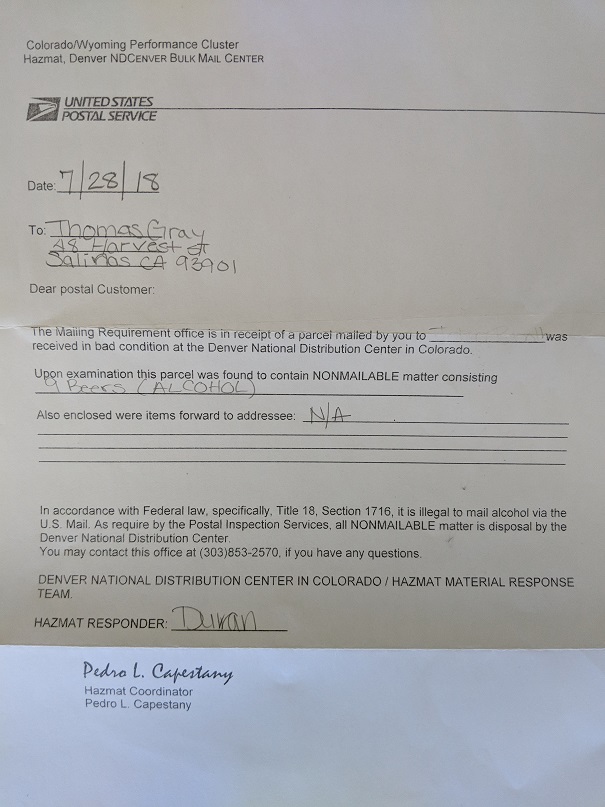 Colorado/Wyoming Performance Cluster
Hazmat, Denver NDCENVER BULK MAIL CENTER
UNITED STATES
POSTAL SERVICE
Date: 7/28/18
To: Thomas Gray
48 Harvest St
Salinas CA 93901
Dear postal Customer:
The Mailing Requirement office is in receipt of a parcel mailed by you to was
received in bad condition at the Denver National Distribution Center in Colorado.
Upon examination this parcel was found to contain NONMAILABLE matter consisting
9 Beers (ALCOHOL)
Also enclosed were items forward to addressee: N/A
In accordance with Federal law, specifically, Title 18, Section 1716, it is illegal to mail alcohol via the
U.S. Mail. As require by the Postal Inspection Services, all NONMAILABLE matter is disposal by the
Denver National Distribution Center.
You may contact this office at (303)853-2570, if you have any questions.
DENVER NATIONAL DISTRIBUTION CENTER IN COLORADO / HAZMAT MATERIAL RESPONSE
TEAM.
HAZMAT RESPONDER: Duran
Pedro L. Capestany
Hazmat Coordinator
Pedro L. Capestany